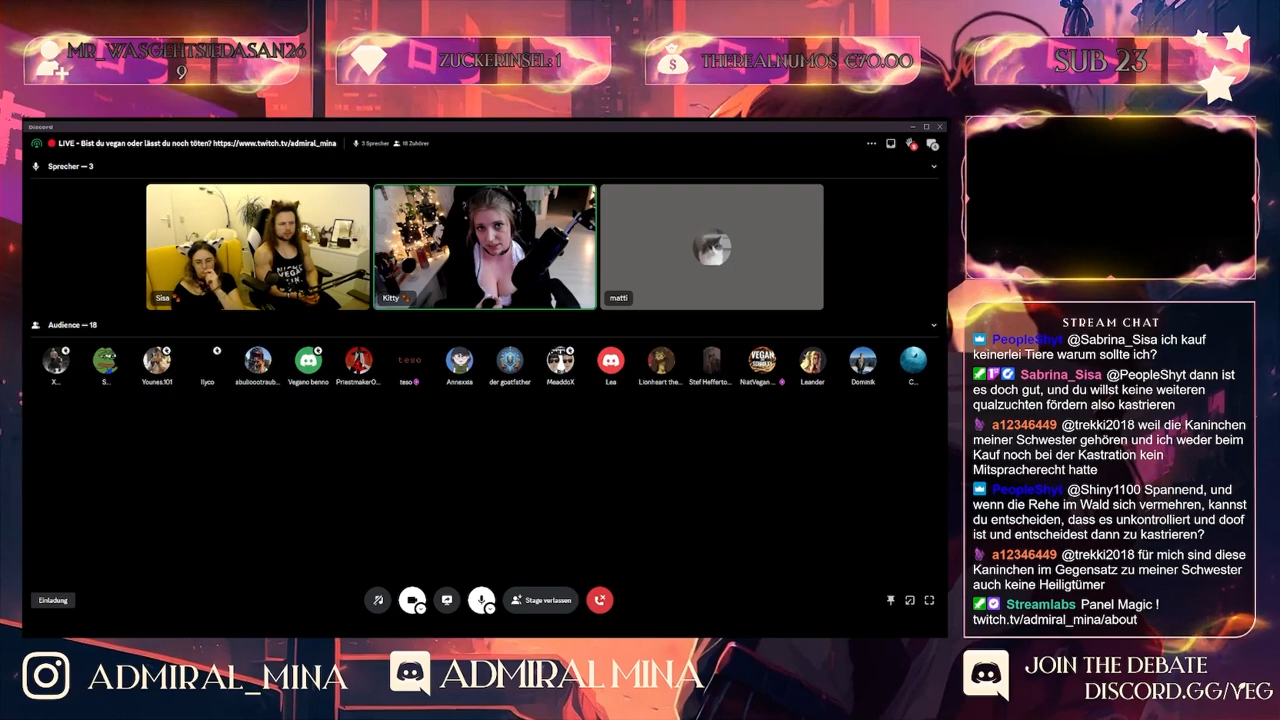 MR_WASGEHTSIEDASAN26
9
ZUCKERINSEL: 1
THEREALNUMOS €70.00
SUB 23
Discord
LIVE - Bist du vegan oder lässt du noch töten? https://www.twitch.tv/admiral_mina
3 Sprecher
18 Zuhörer
Sprecher — 3
Sisa
Kitty
matti
Audience — 18
X...
S...
Younes.101
Ilyco
abuliootraub...
Vegano benno
PriestmakerO...
teso
Annexxia
der goatfather
MeaddoX
Lea
Lionheart the...
Stef Hefferto...
NiatVegan ...
Leander
Dominik
C...
teso
VEGAN
Einladung
Stage verlassen
STREAM CHAT
PeopleShyt @Sabrina_Sisa ich kauf
keinerlei Tiere warum sollte ich?
Sabrina_Sisa @PeopleShyt dann ist
es doch gut, und du willst keine weiteren
qualzuchten fördern also kastrieren
a12346449 @trekki2018 weil die Kaninchen
meiner Schwester gehören und ich weder beim
Kauf noch bei der Kastration kein
Mitspracherecht hatte
PeopleShyt @Shiny1100 Spannend, und
wenn die Rehe im Wald sich vermehren, kannst
du entscheiden, dass es unkontrolliert und doof
ist und entscheidest dann zu kastrieren?
a12346449 @trekki2018 für mich sind diese
Kaninchen im Gegensatz zu meiner Schwester
auch keine Heiligtümer
Streamlabs Panel Magic !
twitch.tv/admiral_mina/about
ADMIRAL_MINA
ADMIRAL MINA
JOIN THE DEBATE
DISCORD.GG/VEG